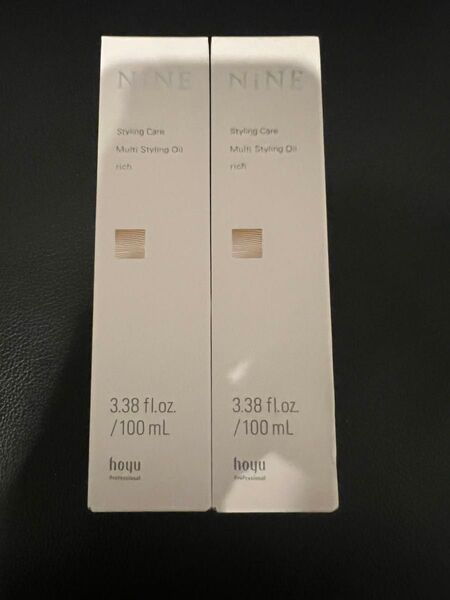 NiNE
Styling Care
Multi Styling Oil
rich
3.38 fl.oz.
/100 mL
hoyu
Professional
NiNE
Styling Care
Multi Styling Oil
rich
3.38 fl.oz.
/100 mL
hoyu
Professional